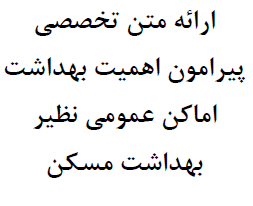 ارائه متن تخصصی
پیرامون اهمیت بهداشت
اماکن عمومی نظیر
بهداشت مسکن